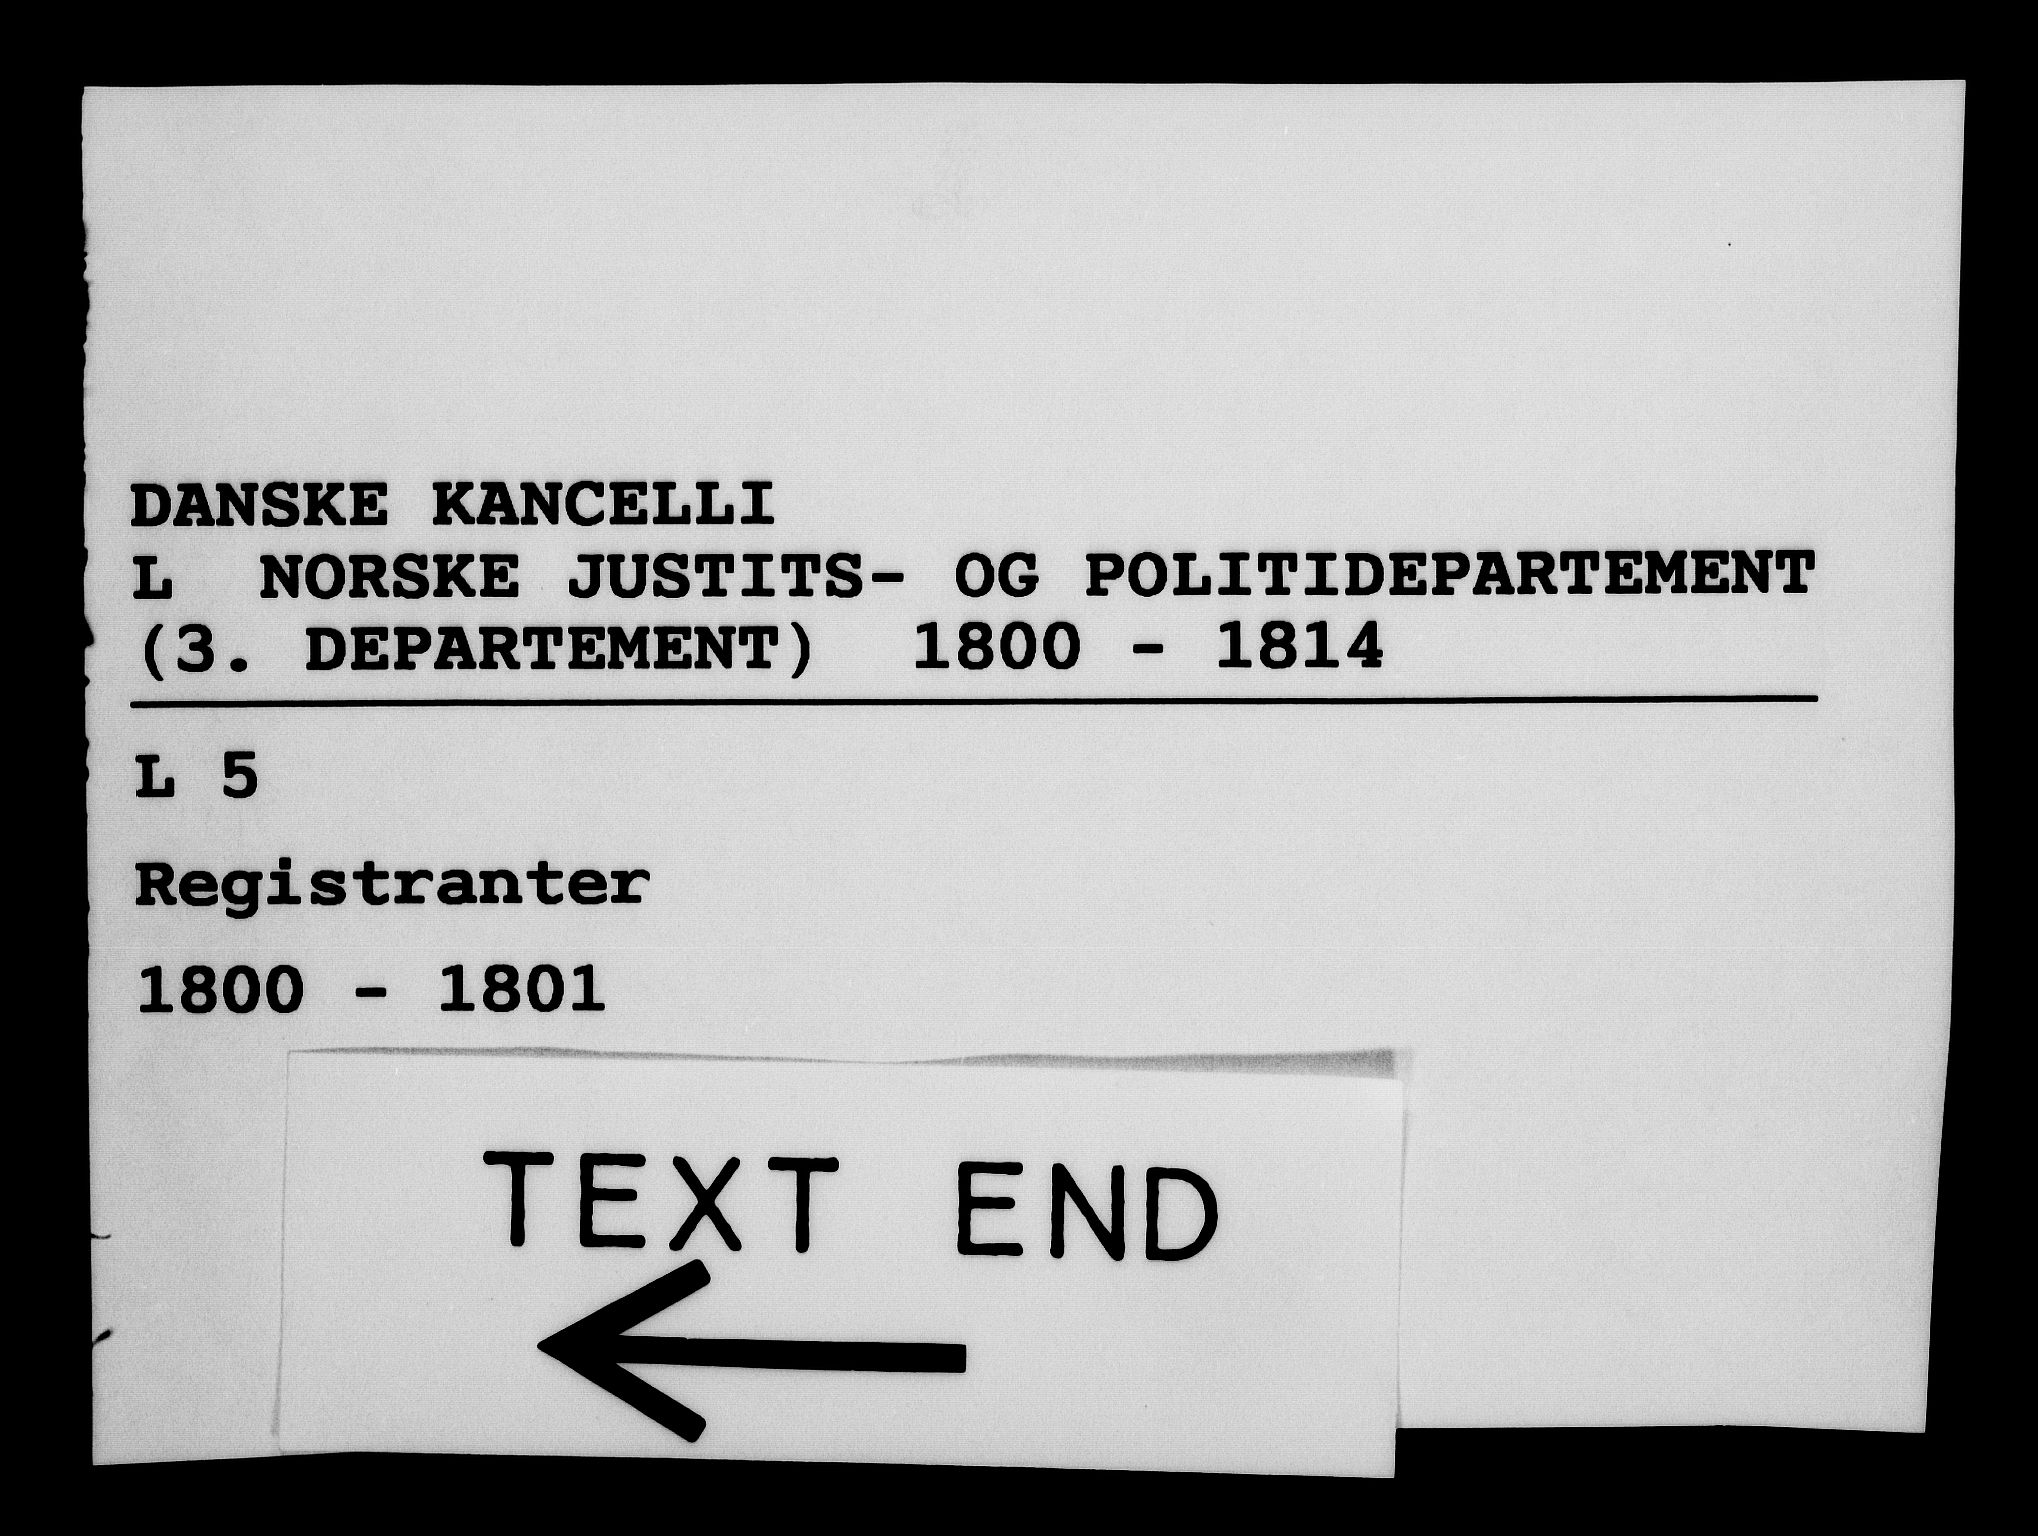 DANSKE KANCELLI
L NORSKE JUSTITS- OG POLITIDEPARTEMENT
(3. DEPARTEMENT) 1800 - 1814
L 5
Registranter
1800 - 1801
TEXT END